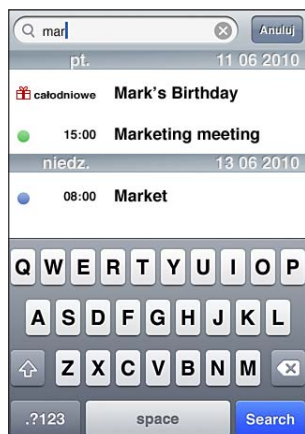 mar
Anuluj
pt. 11 06 2010
całodniowe Mark's Birthday
15:00 Marketing meeting
niedz. 13 06 2010
08:00 Market
Q W E R T Y U I O P
A S D F G H J K L
Z X C V B N M
.?123 space Search